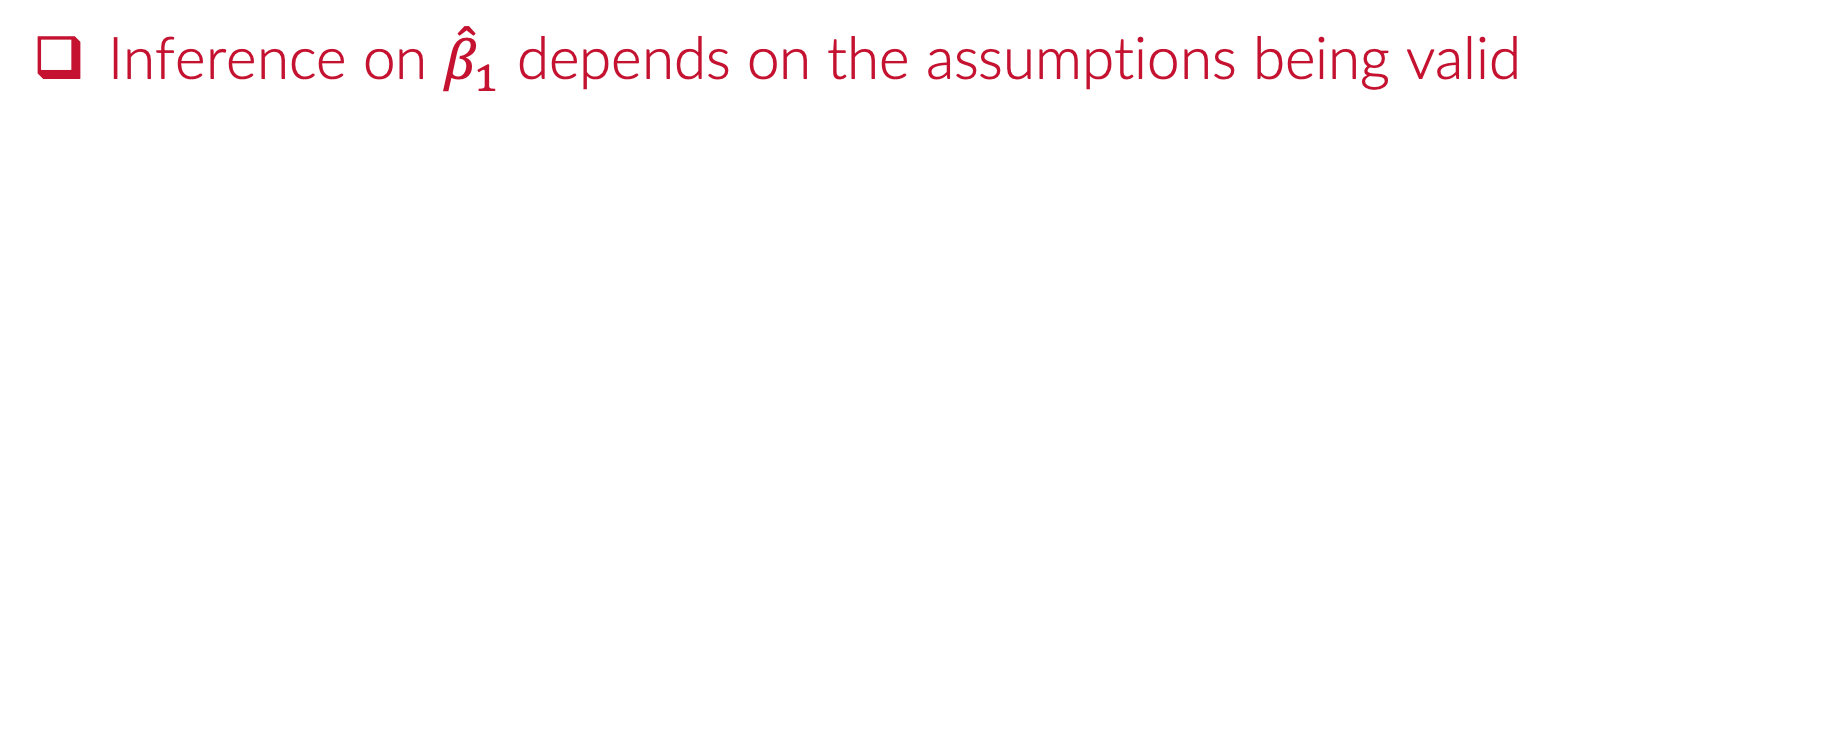 ❑ Inference on β̂₁ depends on the assumptions being valid